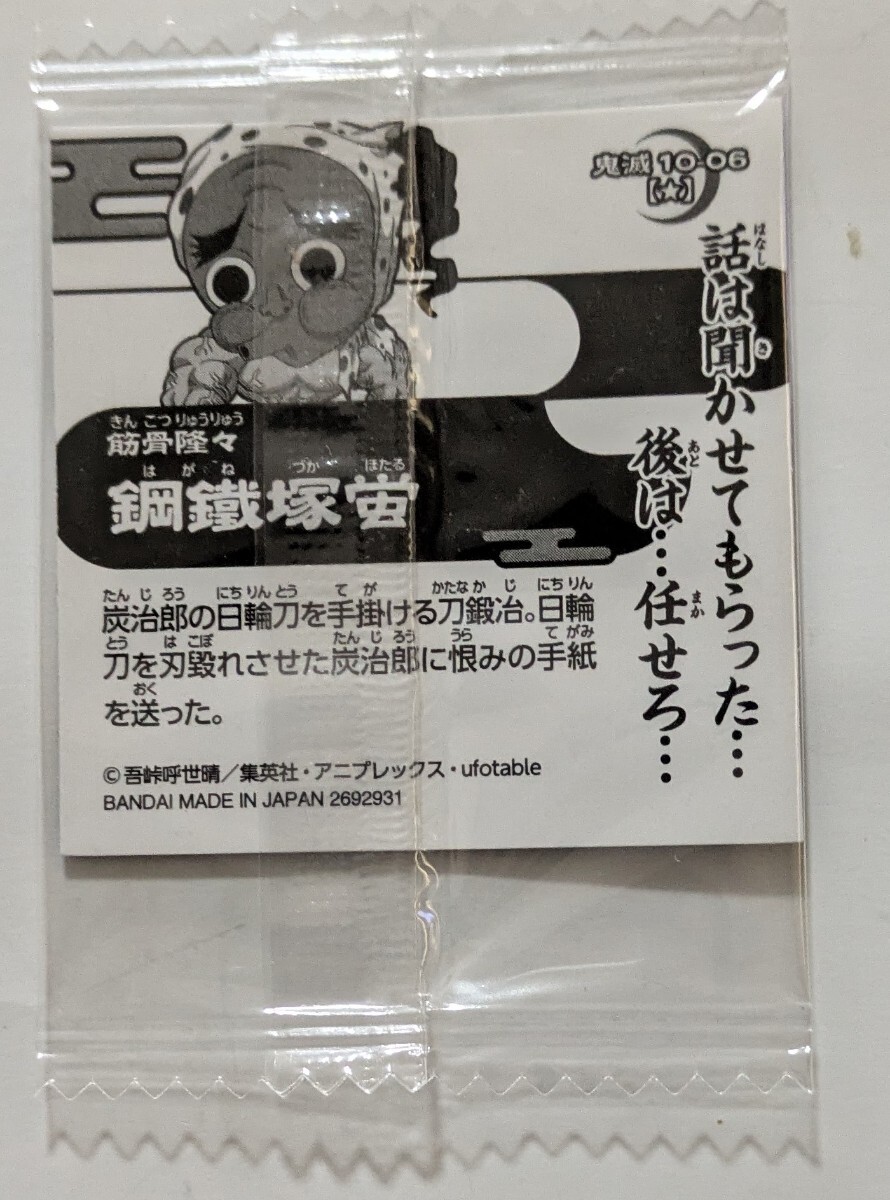 鬼滅 10-06
【★】
話は聞かせてもらった…
後は…任せろ…
筋骨隆々
鋼鐵塚蛍
炭治郎の日輪刀を手掛ける刀鍛冶。日輪
刀を刃毀れさせた炭治郎に恨みの手紙
を送った。
©吾峠呼世晴／集英社・アニプレックス・ufotable
BANDAI MADE IN JAPAN 2692931